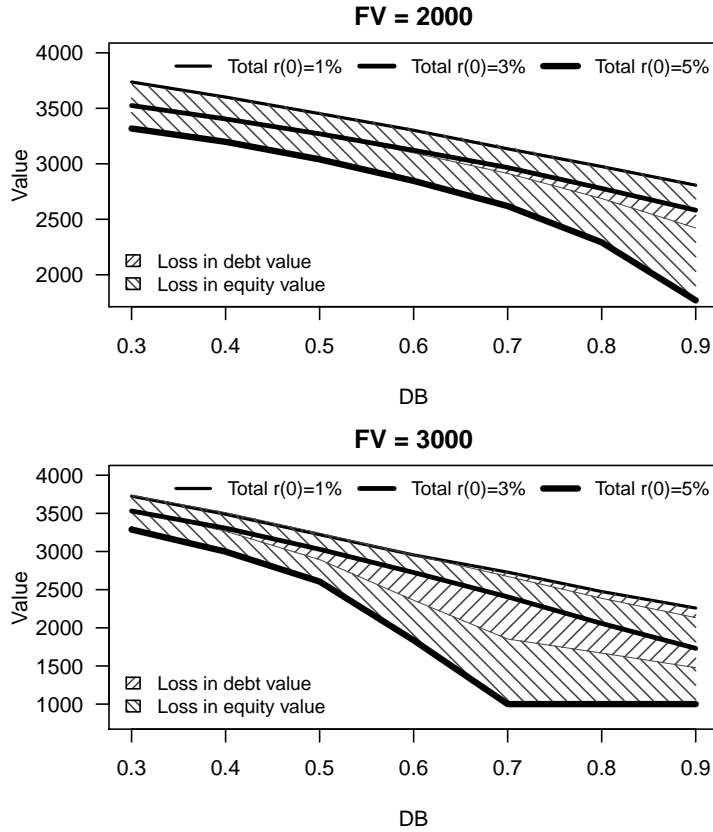 FV = 2000
Total r(0)=1% Total r(0)=3% Total r(0)=5%
4000
3500
3000
2500
2000
Value
Loss in debt value
Loss in equity value
0.3 0.4 0.5 0.6 0.7 0.8 0.9
DB
FV = 3000
Total r(0)=1% Total r(0)=3% Total r(0)=5%
4000
3500
3000
2500
2000
1500
1000
Value
Loss in debt value
Loss in equity value
0.3 0.4 0.5 0.6 0.7 0.8 0.9
DB